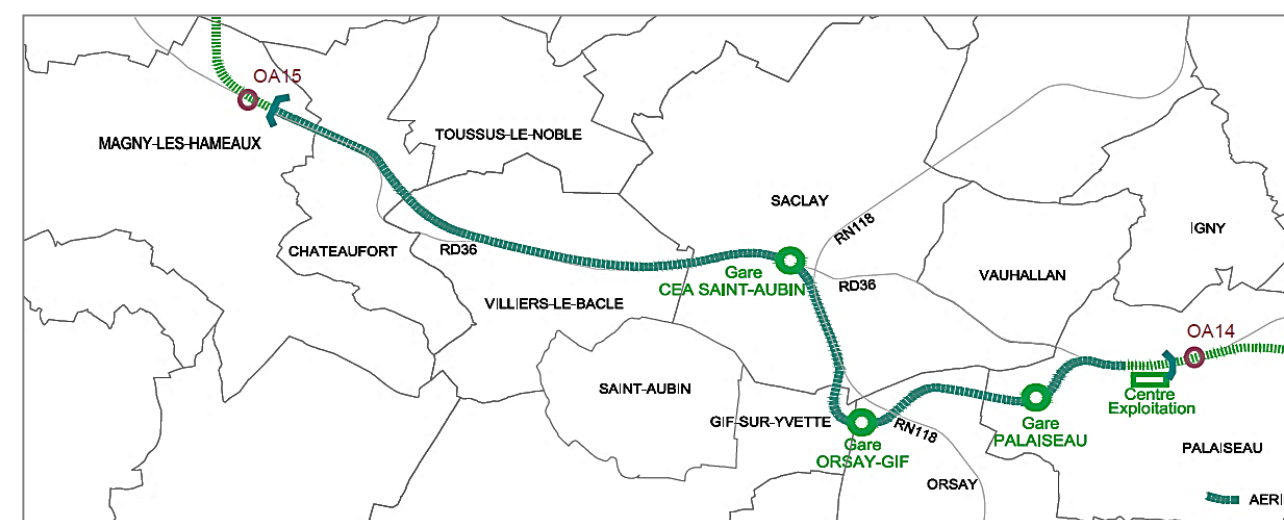 OA15
MAGNY-LES-HAMEAUX
TOUSSUS-LE-NOBLE
SACLAY
RN118
IGNY
CHATEAUFORT
RD36
Gare
CEA SAINT-AUBIN
RD36
VAUHALLAN
VILLIERS-LE-BACLE
OA14
SAINT-AUBIN
Centre
Exploitation
GIF-SUR-YVETTE
RN118
Gare
PALAISEAU
Gare
ORSAY-GIF
PALAISEAU
ORSAY
AERI